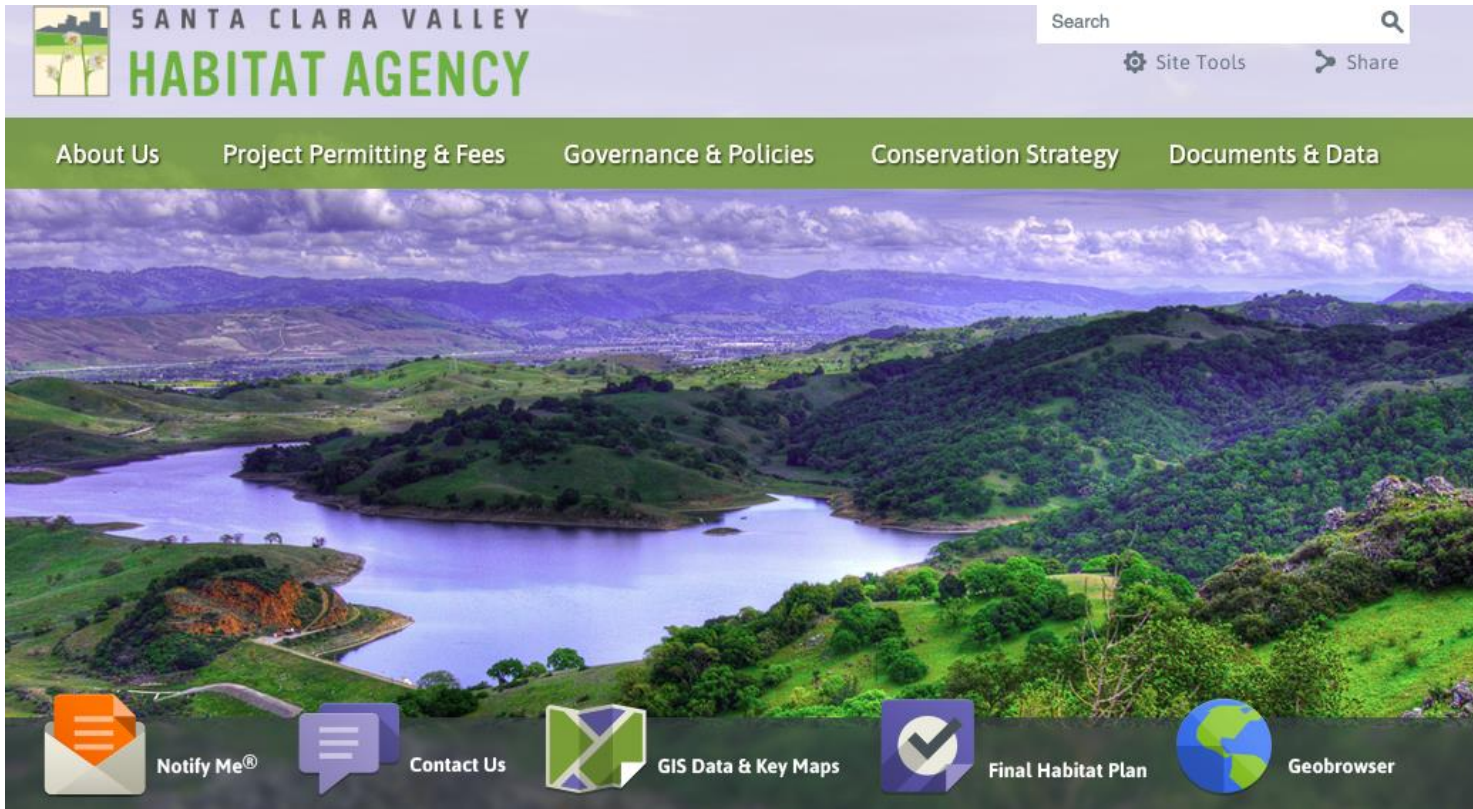 SANTA CLARA VALLEY
HABITAT AGENCY
Search
Site Tools Share
About Us Project Permitting & Fees Governance & Policies Conservation Strategy Documents & Data
Notify Me® Contact Us GIS Data & Key Maps Final Habitat Plan Geobrowser